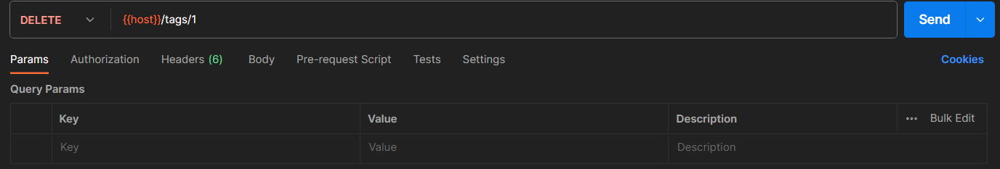 DELETE {{host}}/tags/1 Send
Params Authorization Headers (6) Body Pre-request Script Tests Settings Cookies
Query Params
Key Value Description ••• Bulk Edit
Key Value Description